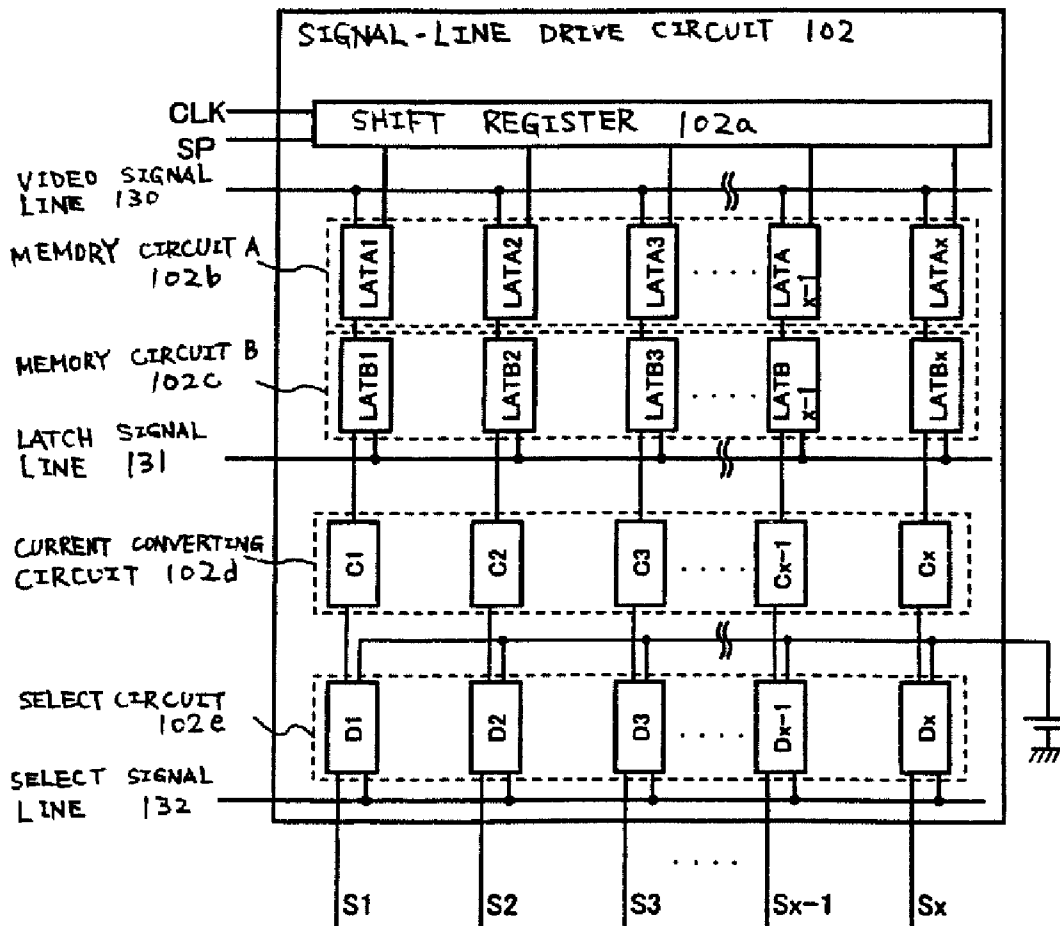 SIGNAL-LINE DRIVE CIRCUIT 102
CLK
SP
SHIFT REGISTER 102a
VIDEO SIGNAL
LINE 130
MEMORY CIRCUIT A
102b
LATA1
LATA2
LATA3
. . . .
LATA
x-1
LATAx
MEMORY CIRCUIT B
102c
LATB1
LATB2
LATB3
. . . . .
LATB
x-1
LATBx
LATCH SIGNAL
LINE 131
CURRENT CONVERTING
CIRCUIT 102d
C1
C2
C3
. . . . .
Cx-1
Cx
SELECT CIRCUIT
102e
D1
D2
D3
. . . . .
Dx-1
Dx
SELECT SIGNAL
LINE 132
. . . .
S1
S2
S3
Sx-1
Sx